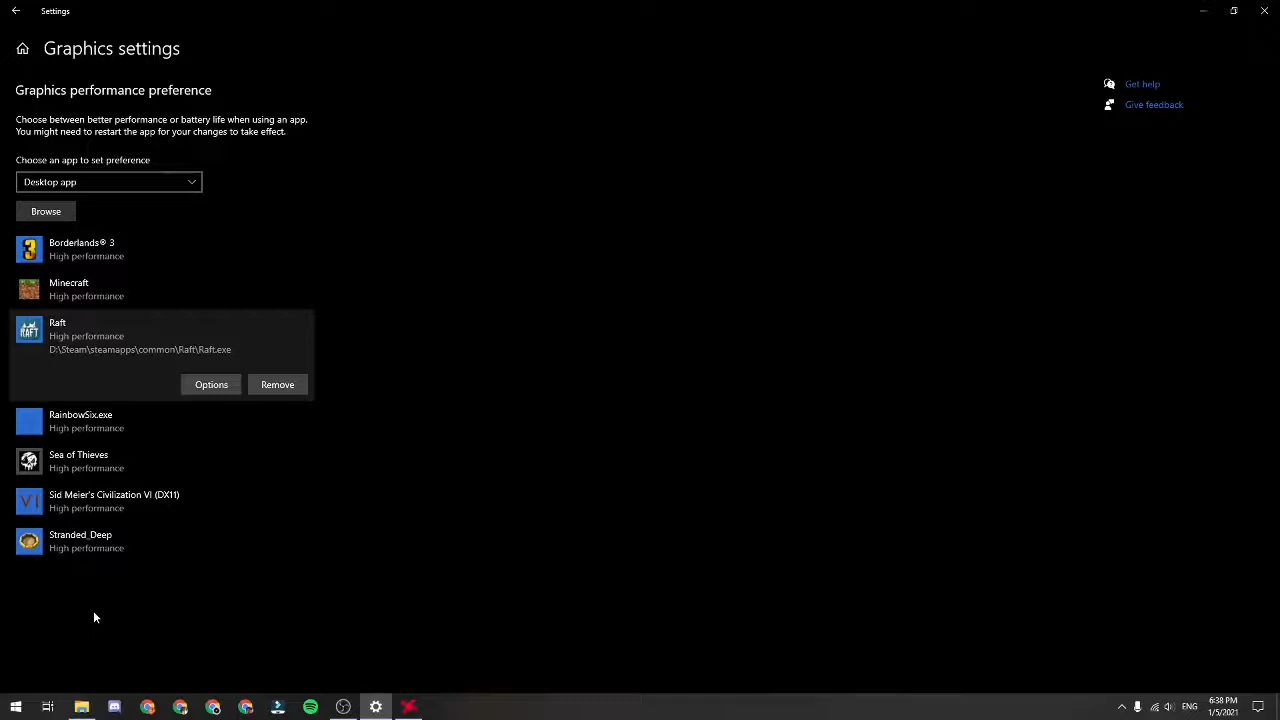 Settings
Graphics settings
Graphics performance preference
Choose between better performance or battery life when using an app.
You might need to restart the app for your changes to take effect.
Choose an app to set preference
Desktop app
Browse
Borderlands® 3
High performance
Minecraft
High performance
Raft
High performance
D:\Steam\steamapps\common\Raft\Raft.exe
Options
Remove
RainbowSix.exe
High performance
Sea of Thieves
High performance
Sid Meier's Civilization VI (DX11)
High performance
Stranded_Deep
High performance
Get help
Give feedback
3
RAFT
VI
ENG
6:38 PM
1/5/2021